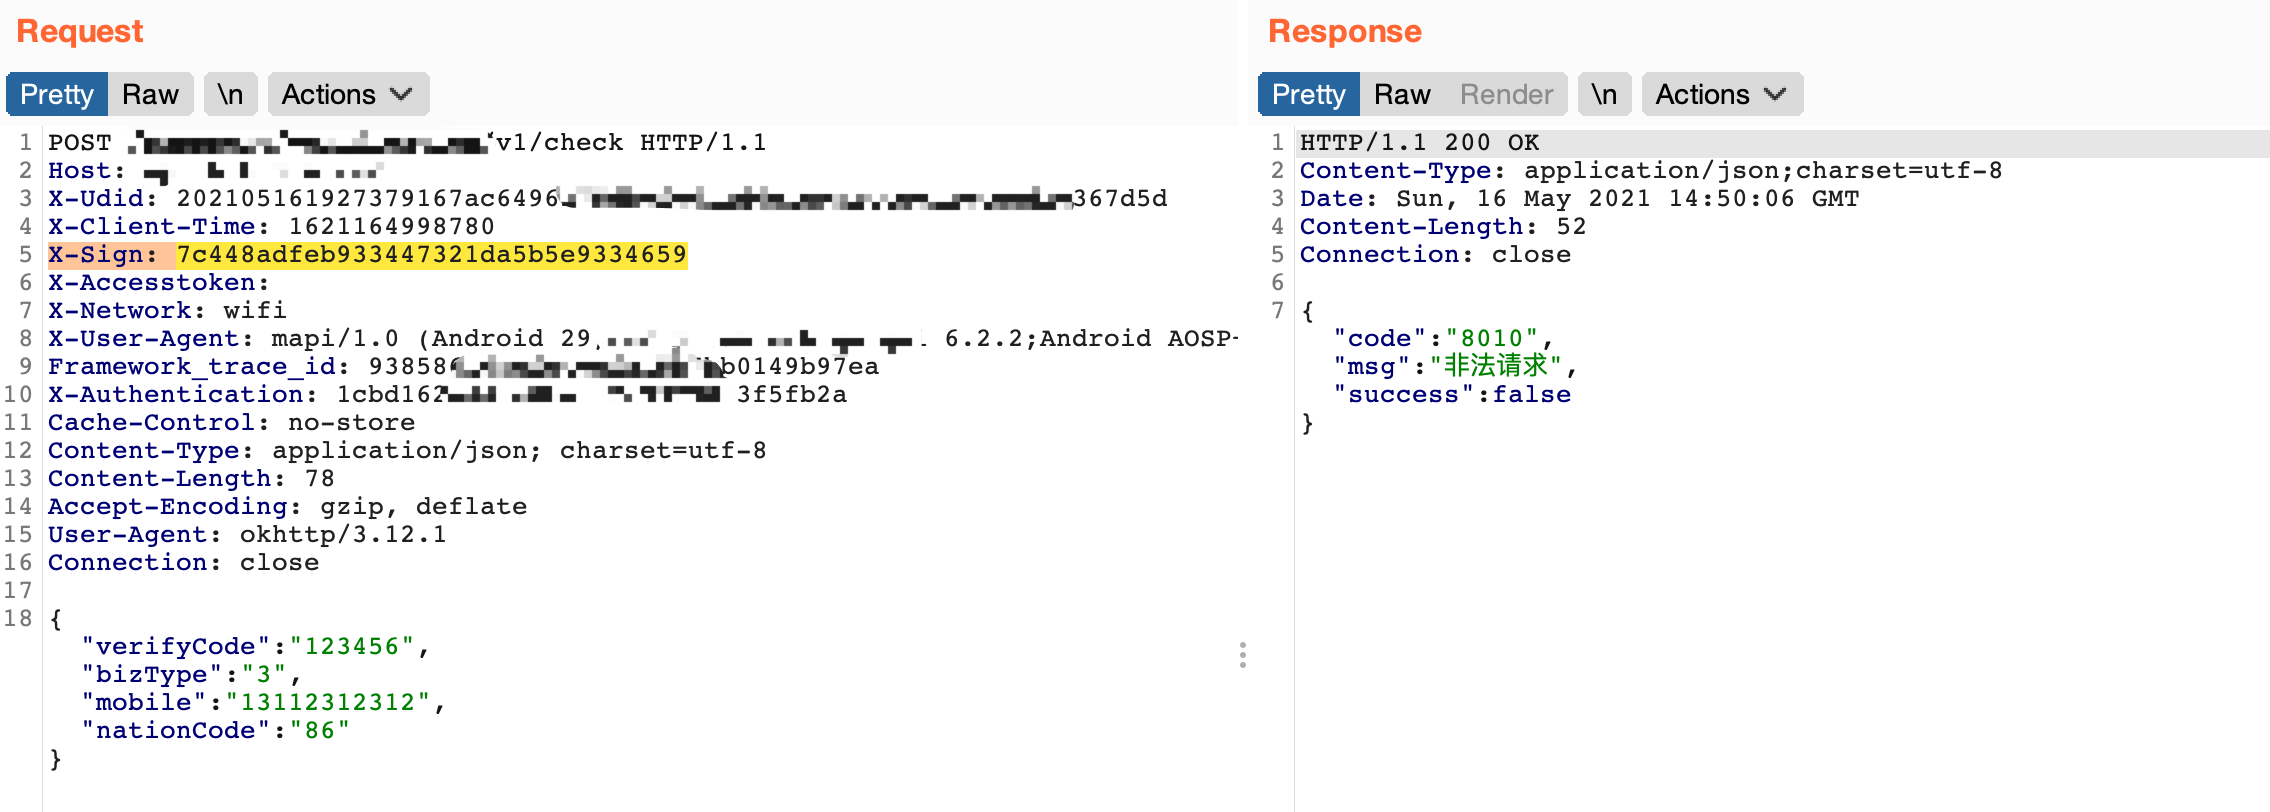 Request
Pretty Raw \n Actions
1 POST v1/check HTTP/1.1
2 Host:
3 X-Udid: 2021051619273791​67ac6496 367d5d
4 X-Client-Time: 1621164998780
5 X-Sign: 7c448adfeb933447321da5b5e9334659
6 X-Accesstoken:
7 X-Network: wifi
8 X-User-Agent: mapi/1.0 (Android 29, 6.2.2;Android AOSP-
9 Framework_trace_id: 93858 b0149b97ea
10 X-Authentication: 1cbd162 3f5fb2a
11 Cache-Control: no-store
12 Content-Type: application/json; charset=utf-8
13 Content-Length: 78
14 Accept-Encoding: gzip, deflate
15 User-Agent: okhttp/3.12.1
16 Connection: close
17
18 {
"verifyCode":"123456",
"bizType":"3",
"mobile":"13112312312",
"nationCode":"86"
}
Response
Pretty Raw Render \n Actions
1 HTTP/1.1 200 OK
2 Content-Type: application/json;charset=utf-8
3 Date: Sun, 16 May 2021 14:50:06 GMT
4 Content-Length: 52
5 Connection: close
6
7 {
"code":"8010",
"msg":"非法请求",
"success":false
}